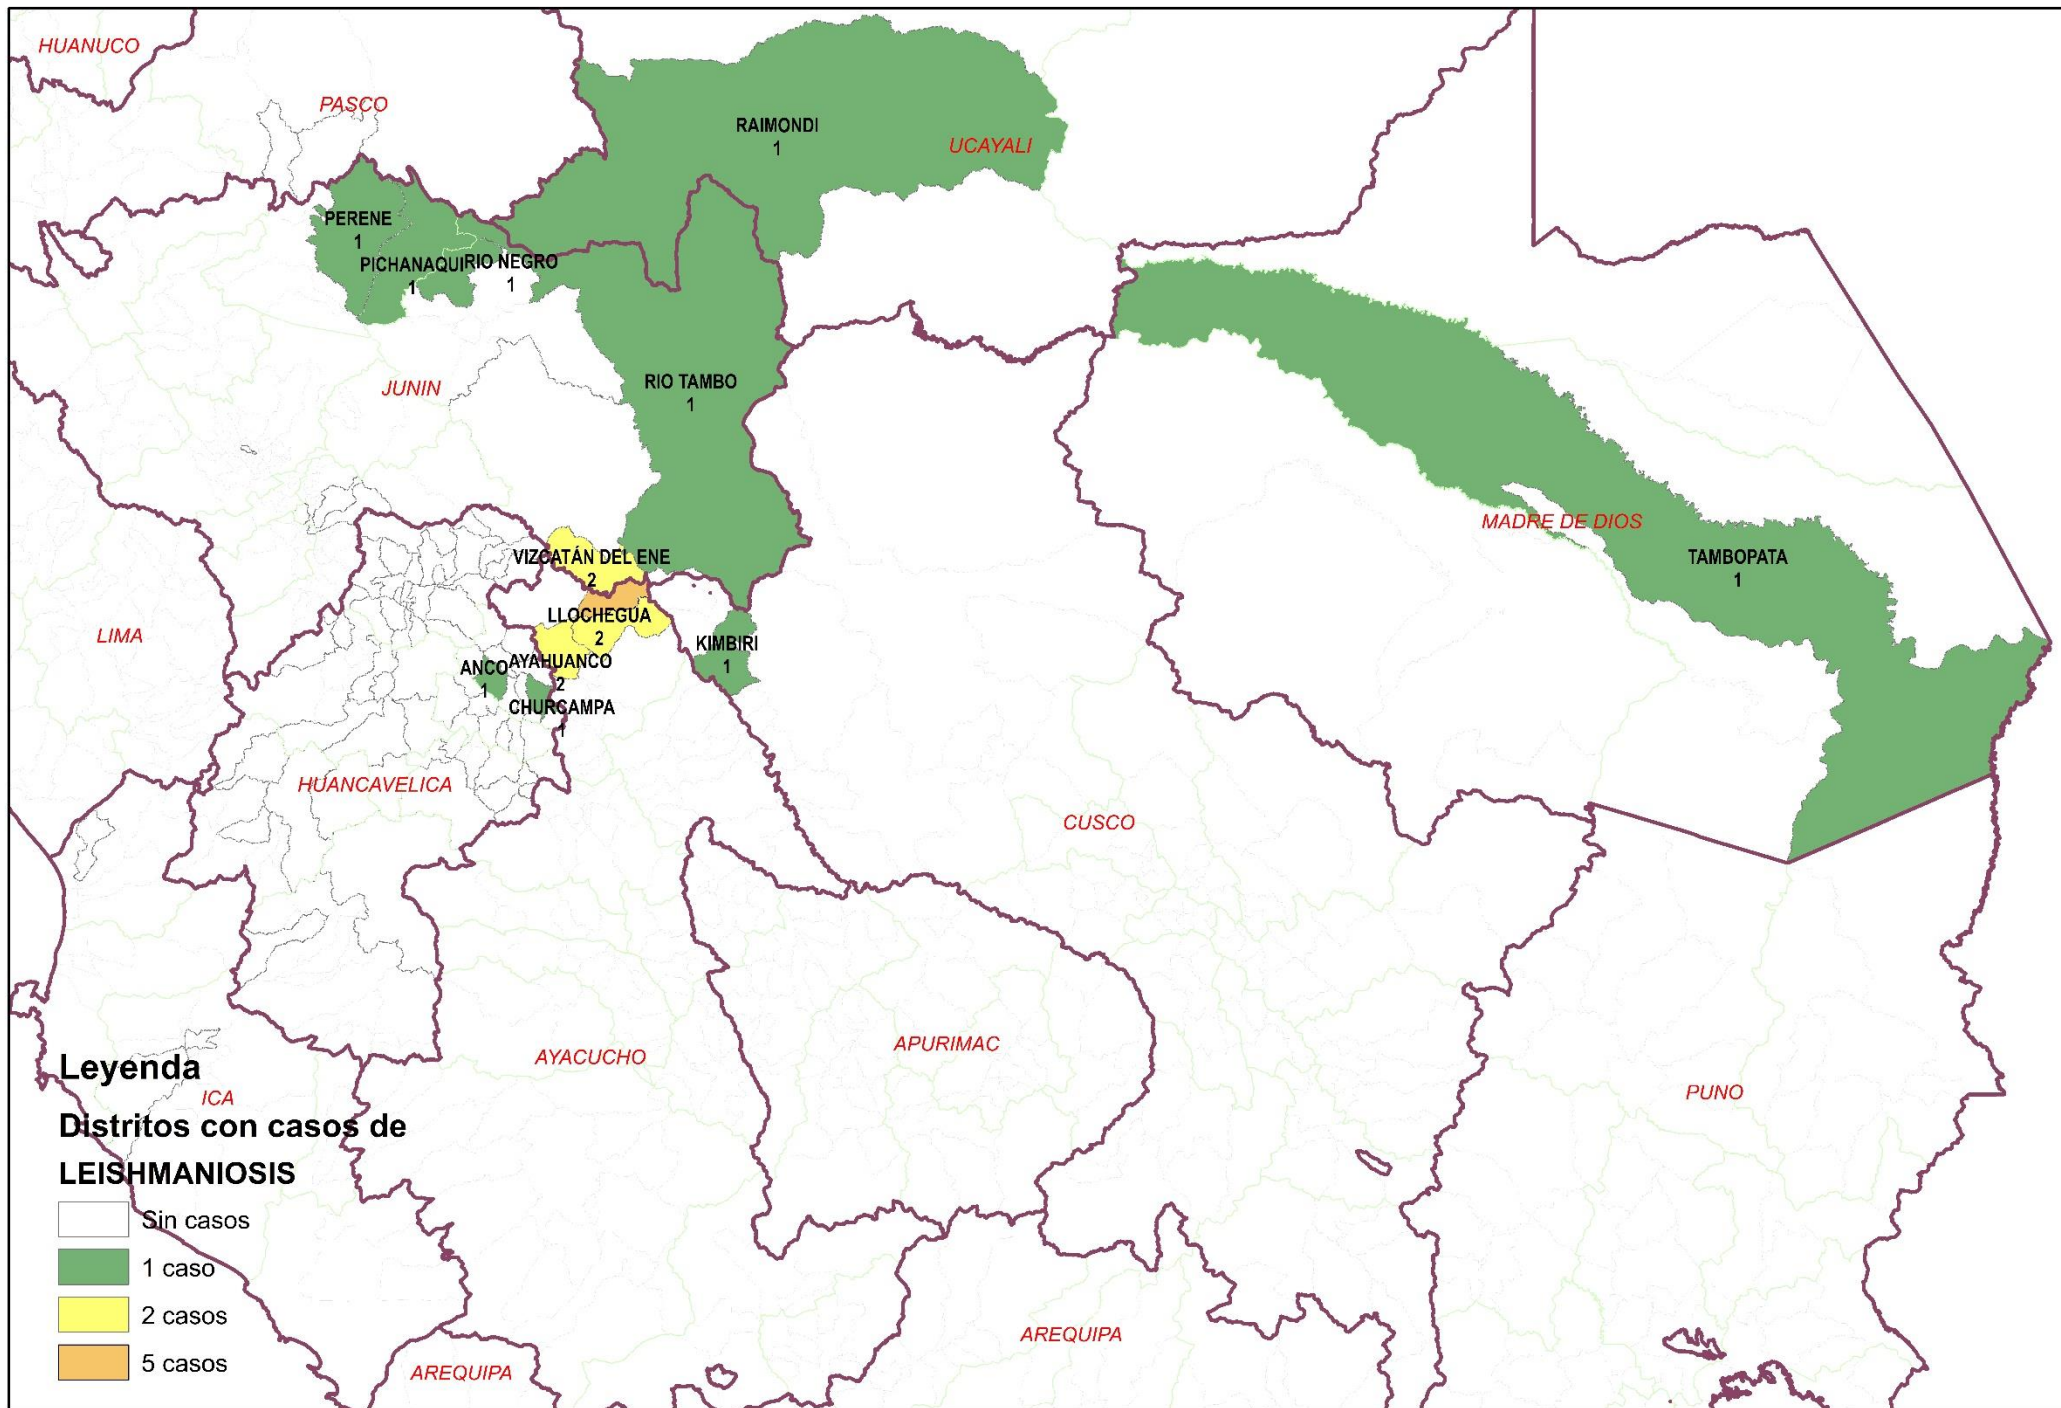 HUANUCO
PASCO
RAIMONDI
1
UCAYALI
PERENE
1
PICHANAQUI
1
RIO NEGRO
1
JUNIN
RIO TAMBO
1
MADRE DE DIOS
TAMBOPATA
1
VIZCATÁN DEL ENE
2
LLOCHEGUA
2
LIMA
KIMBIRI
1
ANCO
1
AYAHUANCO
2
CHURCAMPA
1
HUANCAVELICA
CUSCO
AYACUCHO
APURIMAC
PUNO
ICA
AREQUIPA
AREQUIPA
Leyenda
Distritos con casos de
LEISHMANIOSIS
Sin casos
1 caso
2 casos
5 casos